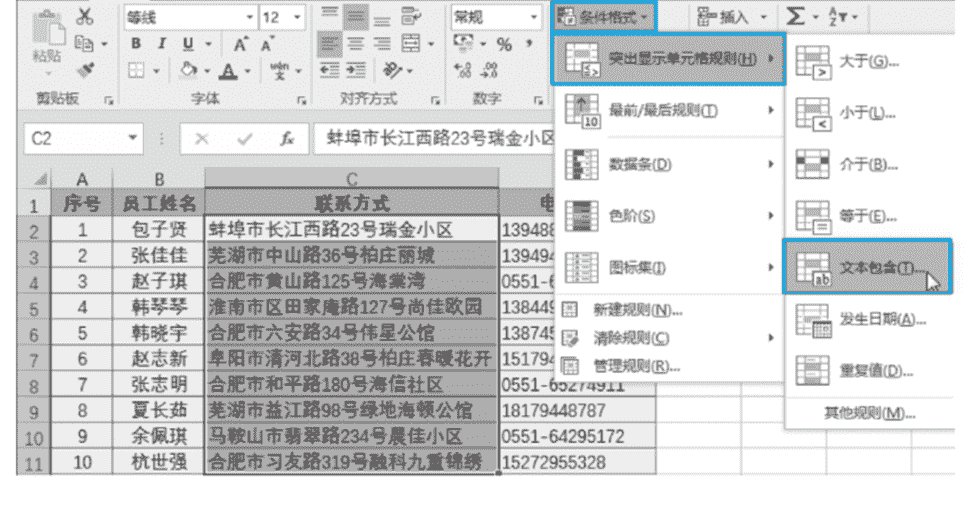 等线 12 常规 条件格式 插入
粘贴 B I U A A %
剪贴板 字体 对齐方式 数字
突出显示单元格规则(H) 大于(G)...
最前/最后规则(T) 小于(L)...
数据条(D) 介于(B)...
色阶(S) 等于(E)...
图标集(I) 文本包含(T)...
新建规则(N)... 发生日期(A)...
清除规则(C)
管理规则(R)... 重复值(D)...
其他规则(M)...
C2 fx 蚌埠市长江西路23号瑞金小区
A B C
1 序号 员工姓名 联系方式 电
2 1 包子贤 蚌埠市长江西路23号瑞金小区 139488
3 2 张佳佳 芜湖市中山路36号柏庄丽城 139494
4 3 赵子琪 合肥市黄山路125号海棠湾 0551-6
5 4 韩琴琴 淮南市区田家庵路127号尚佳欧园 138449
6 5 韩晓宇 合肥市六安路34号伟星公馆 138745
7 6 赵志新 阜阳市清河北路38号柏庄春暖花开 151794
8 7 张志明 合肥市和平路180号海信社区 0551-65274911
9 8 夏长茹 芜湖市益江路98号绿地海顿公馆 18179448787
10 9 余佩琪 马鞍山市翡翠路234号晨佳小区 0551-64295172
11 10 杭世强 合肥市习友路319号融科九重锦绣 15272955328